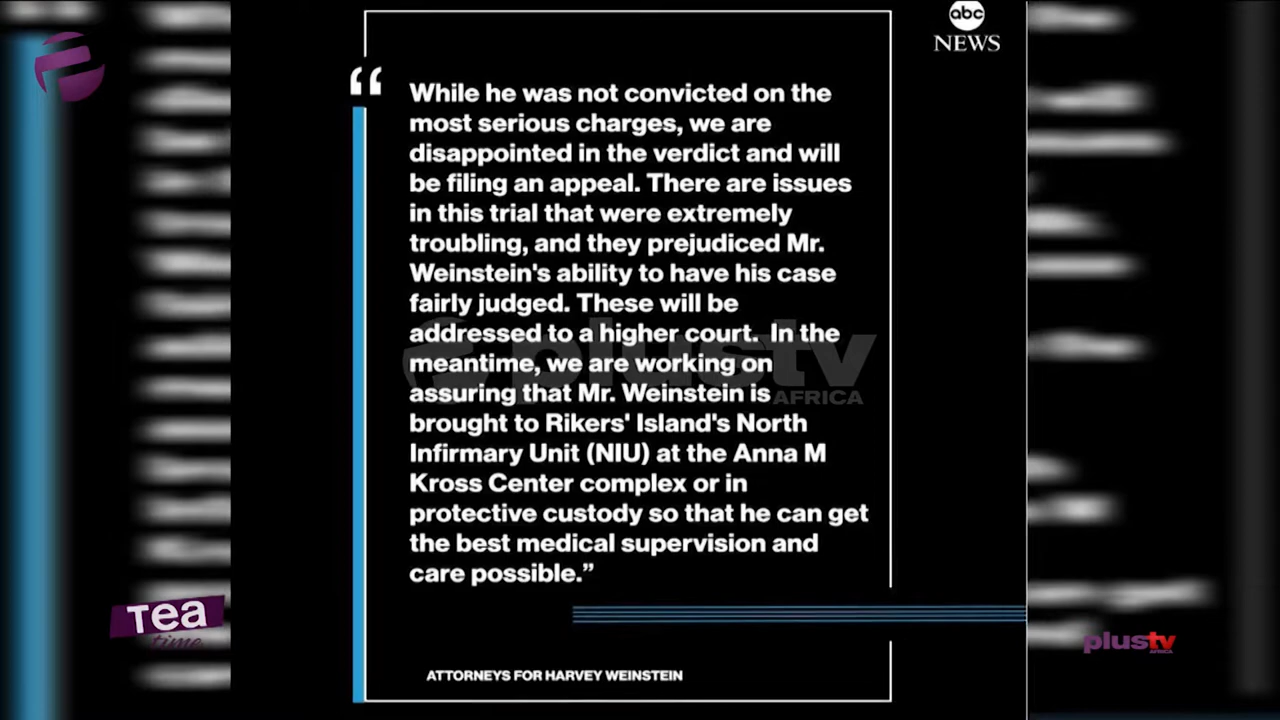 abc
NEWS
“
While he was not convicted on the
most serious charges, we are
disappointed in the verdict and will
be filing an appeal. There are issues
in this trial that were extremely
troubling, and they prejudiced Mr.
Weinstein's ability to have his case
fairly judged. These will be
addressed to a higher court.  In the
meantime, we are working on
assuring that Mr. Weinstein is
brought to Rikers' Island's North
Infirmary Unit (NIU) at the Anna M
Kross Center complex or in
protective custody so that he can get
the best medical supervision and
care possible.”
plustv
AFRICA
ATTORNEYS FOR HARVEY WEINSTEIN
Tea
time
plustv
AFRICA